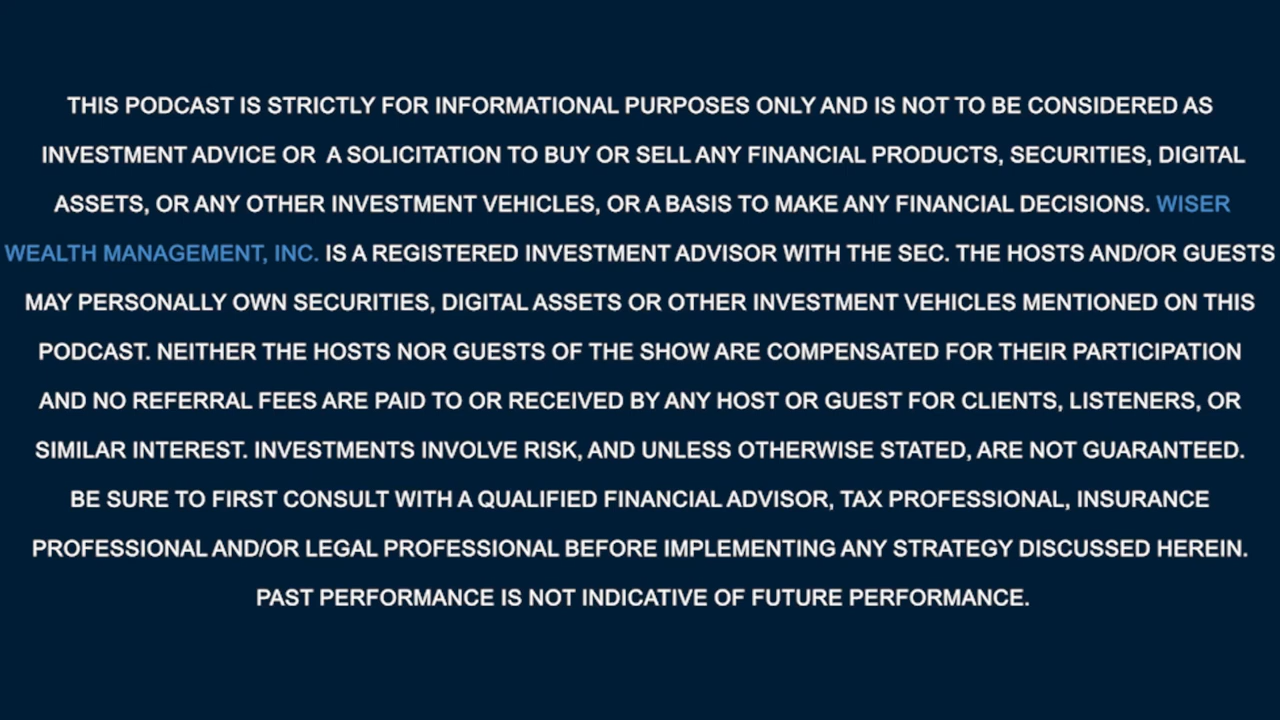 THIS PODCAST IS STRICTLY FOR INFORMATIONAL PURPOSES ONLY AND IS NOT TO BE CONSIDERED AS
INVESTMENT ADVICE OR A SOLICITATION TO BUY OR SELL ANY FINANCIAL PRODUCTS, SECURITIES, DIGITAL
ASSETS, OR ANY OTHER INVESTMENT VEHICLES, OR A BASIS TO MAKE ANY FINANCIAL DECISIONS. WISER
WEALTH MANAGEMENT, INC. IS A REGISTERED INVESTMENT ADVISOR WITH THE SEC. THE HOSTS AND/OR GUESTS
MAY PERSONALLY OWN SECURITIES, DIGITAL ASSETS OR OTHER INVESTMENT VEHICLES MENTIONED ON THIS
PODCAST. NEITHER THE HOSTS NOR GUESTS OF THE SHOW ARE COMPENSATED FOR THEIR PARTICIPATION
AND NO REFERRAL FEES ARE PAID TO OR RECEIVED BY ANY HOST OR GUEST FOR CLIENTS, LISTENERS, OR
SIMILAR INTEREST. INVESTMENTS INVOLVE RISK, AND UNLESS OTHERWISE STATED, ARE NOT GUARANTEED.
BE SURE TO FIRST CONSULT WITH A QUALIFIED FINANCIAL ADVISOR, TAX PROFESSIONAL, INSURANCE
PROFESSIONAL AND/OR LEGAL PROFESSIONAL BEFORE IMPLEMENTING ANY STRATEGY DISCUSSED HEREIN.
PAST PERFORMANCE IS NOT INDICATIVE OF FUTURE PERFORMANCE.